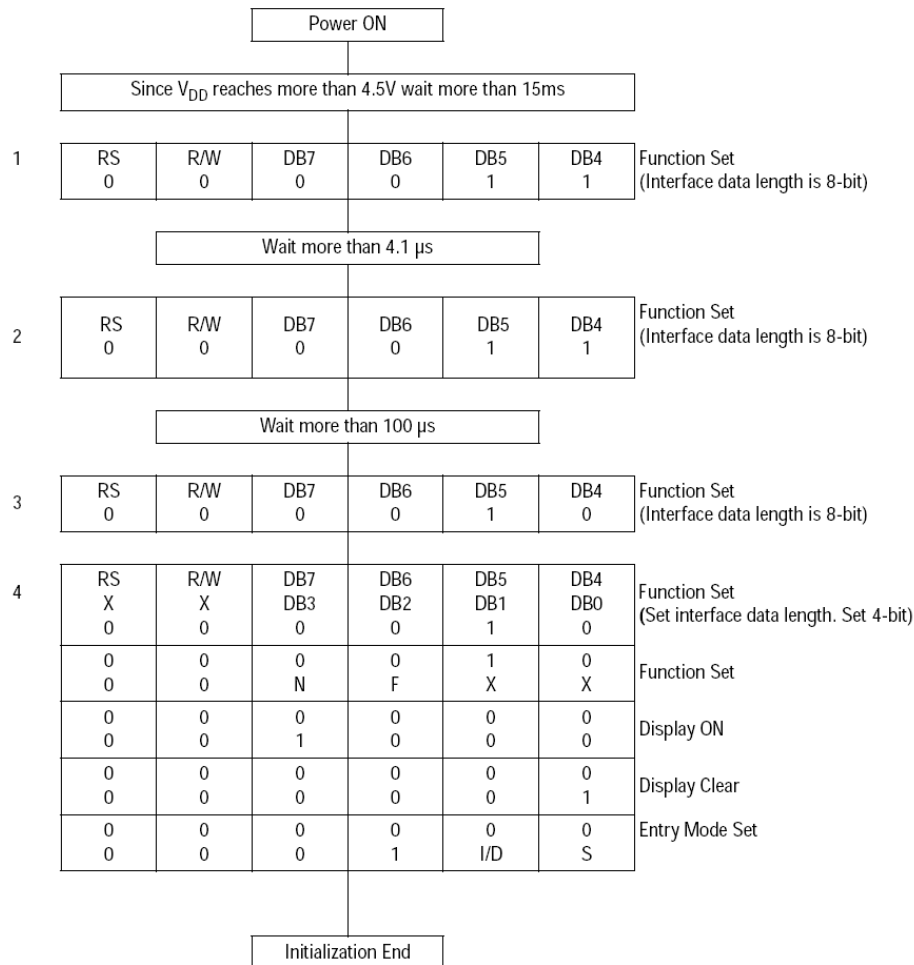 Power ON
Since VDD reaches more than 4.5V wait more than 15ms
1
RS R/W DB7 DB6 DB5 DB4
0 0 0 0 1 1
Function Set
(Interface data length is 8-bit)
Wait more than 4.1 µs
2
RS R/W DB7 DB6 DB5 DB4
0 0 0 0 1 1
Function Set
(Interface data length is 8-bit)
Wait more than 100 µs
3
RS R/W DB7 DB6 DB5 DB4
0 0 0 0 1 0
Function Set
(Interface data length is 8-bit)
4
RS R/W DB7 DB6 DB5 DB4
X X DB3 DB2 DB1 DB0
0 0 0 0 1 0
Function Set
(Set interface data length. Set 4-bit)
0 0 0 0 1 0
0 0 N F X X
Function Set
0 0 0 0 0 0
0 0 1 0 0 0
Display ON
0 0 0 0 0 0
0 0 0 0 0 1
Display Clear
0 0 0 0 0 0
0 0 0 1 I/D S
Entry Mode Set
Initialization End